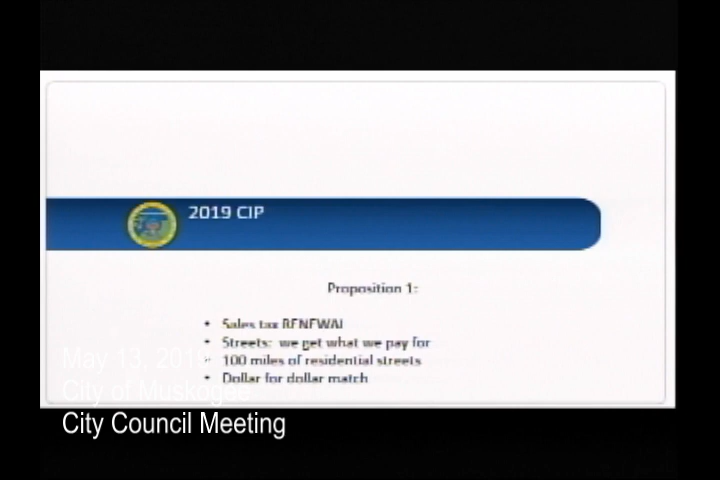 2019 CIP
Proposition 1:
• Sales tax RENEWAL
• Streets: we get what we pay for
• 100 miles of residential streets
• Dollar for dollar match
May 13, 201
City of Muskogee
City Council Meeting